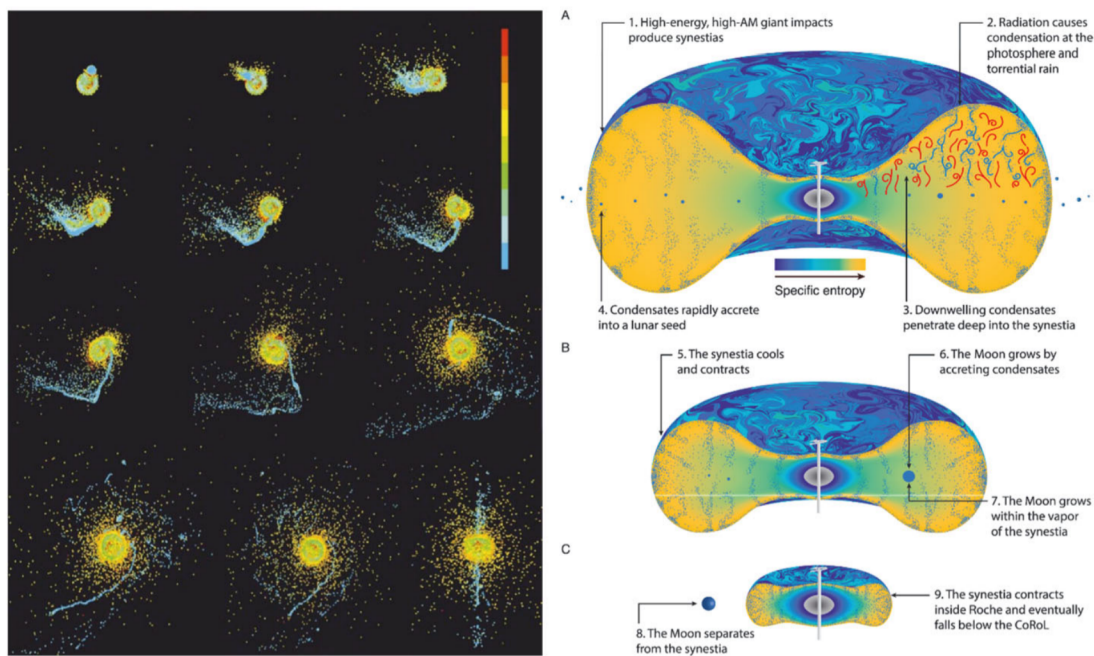 A
1. High-energy, high-AM giant impacts
produce synestias
2. Radiation causes
condensation at the
photosphere and
torrential rain
Specific entropy
4. Condensates rapidly accrete
into a lunar seed
3. Downwelling condensates
penetrate deep into the synestia
B
5. The synestia cools
and contracts
6. The Moon grows by
accreting condensates
7. The Moon grows
within the vapor
of the synestia
C
8. The Moon separates
from the synestia
9. The synestia contracts
inside Roche and eventually
falls below the CoRoL